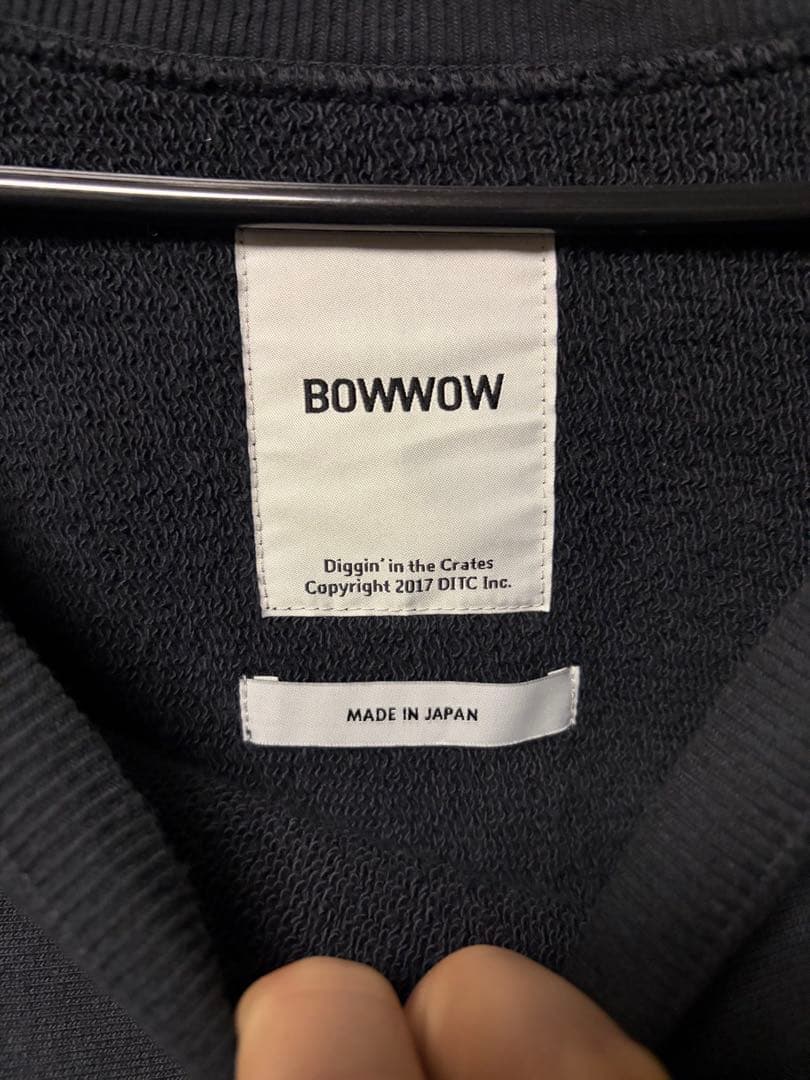 BOWWOW
Diggin' in the Crates
Copyright 2017 DITC Inc.
MADE IN JAPAN